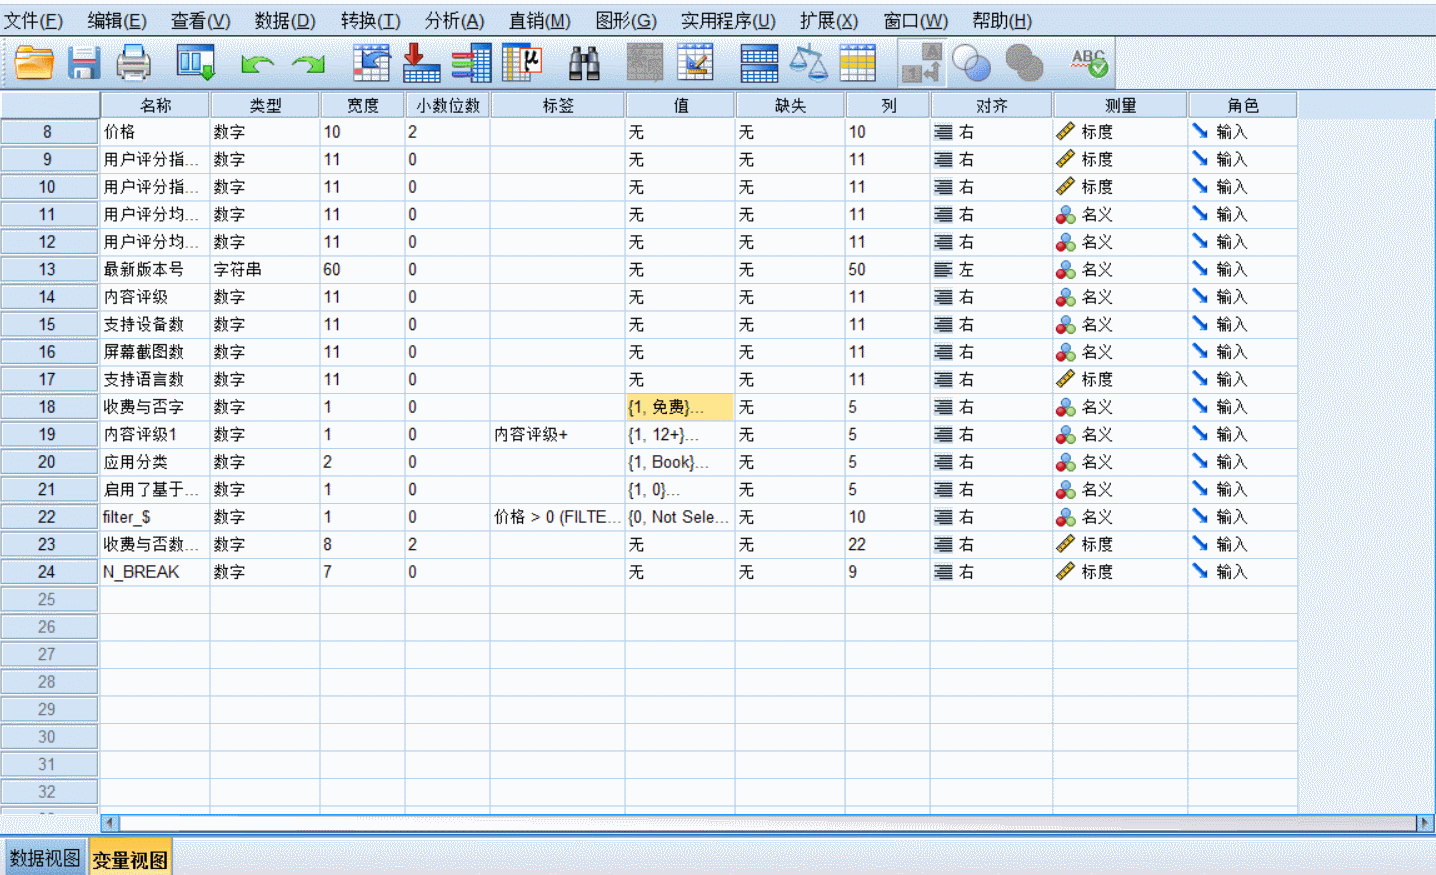 文件(F) 编辑(E) 查看(V) 数据(D) 转换(T) 分析(A) 直销(M) 图形(G) 实用程序(U) 扩展(X) 窗口(W) 帮助(H)
μ A 1 ABC
名称 类型 宽度 小数位数 标签 值 缺失 列 对齐 测量 角色
8 价格 数字 10 2 无 无 10 右 标度 输入
9 用户评分指... 数字 11 0 无 无 11 右 标度 输入
10 用户评分指... 数字 11 0 无 无 11 右 标度 输入
11 用户评分均... 数字 11 0 无 无 11 右 名义 输入
12 用户评分均... 数字 11 0 无 无 11 右 名义 输入
13 最新版本号 字符串 60 0 无 无 50 左 名义 输入
14 内容评级 数字 11 0 无 无 11 右 名义 输入
15 支持设备数 数字 11 0 无 无 11 右 名义 输入
16 屏幕截图数 数字 11 0 无 无 11 右 名义 输入
17 支持语言数 数字 11 0 无 无 11 右 标度 输入
18 收费与否字 数字 1 0 {1, 免费}... 无 5 右 名义 输入
19 内容评级1 数字 1 0 内容评级+ {1, 12+}... 无 5 右 名义 输入
20 应用分类 数字 2 0 {1, Book}... 无 5 右 名义 输入
21 启用了基于... 数字 1 0 {1, 0}... 无 5 右 名义 输入
22 filter_$ 数字 1 0 价格 > 0 (FILTE... {0, Not Sele... 无 10 右 名义 输入
23 收费与否数... 数字 8 2 无 无 22 右 标度 输入
24 N_BREAK 数字 7 0 无 无 9 右 标度 输入
25
26
27
28
29
30
31
32
数据视图 变量视图